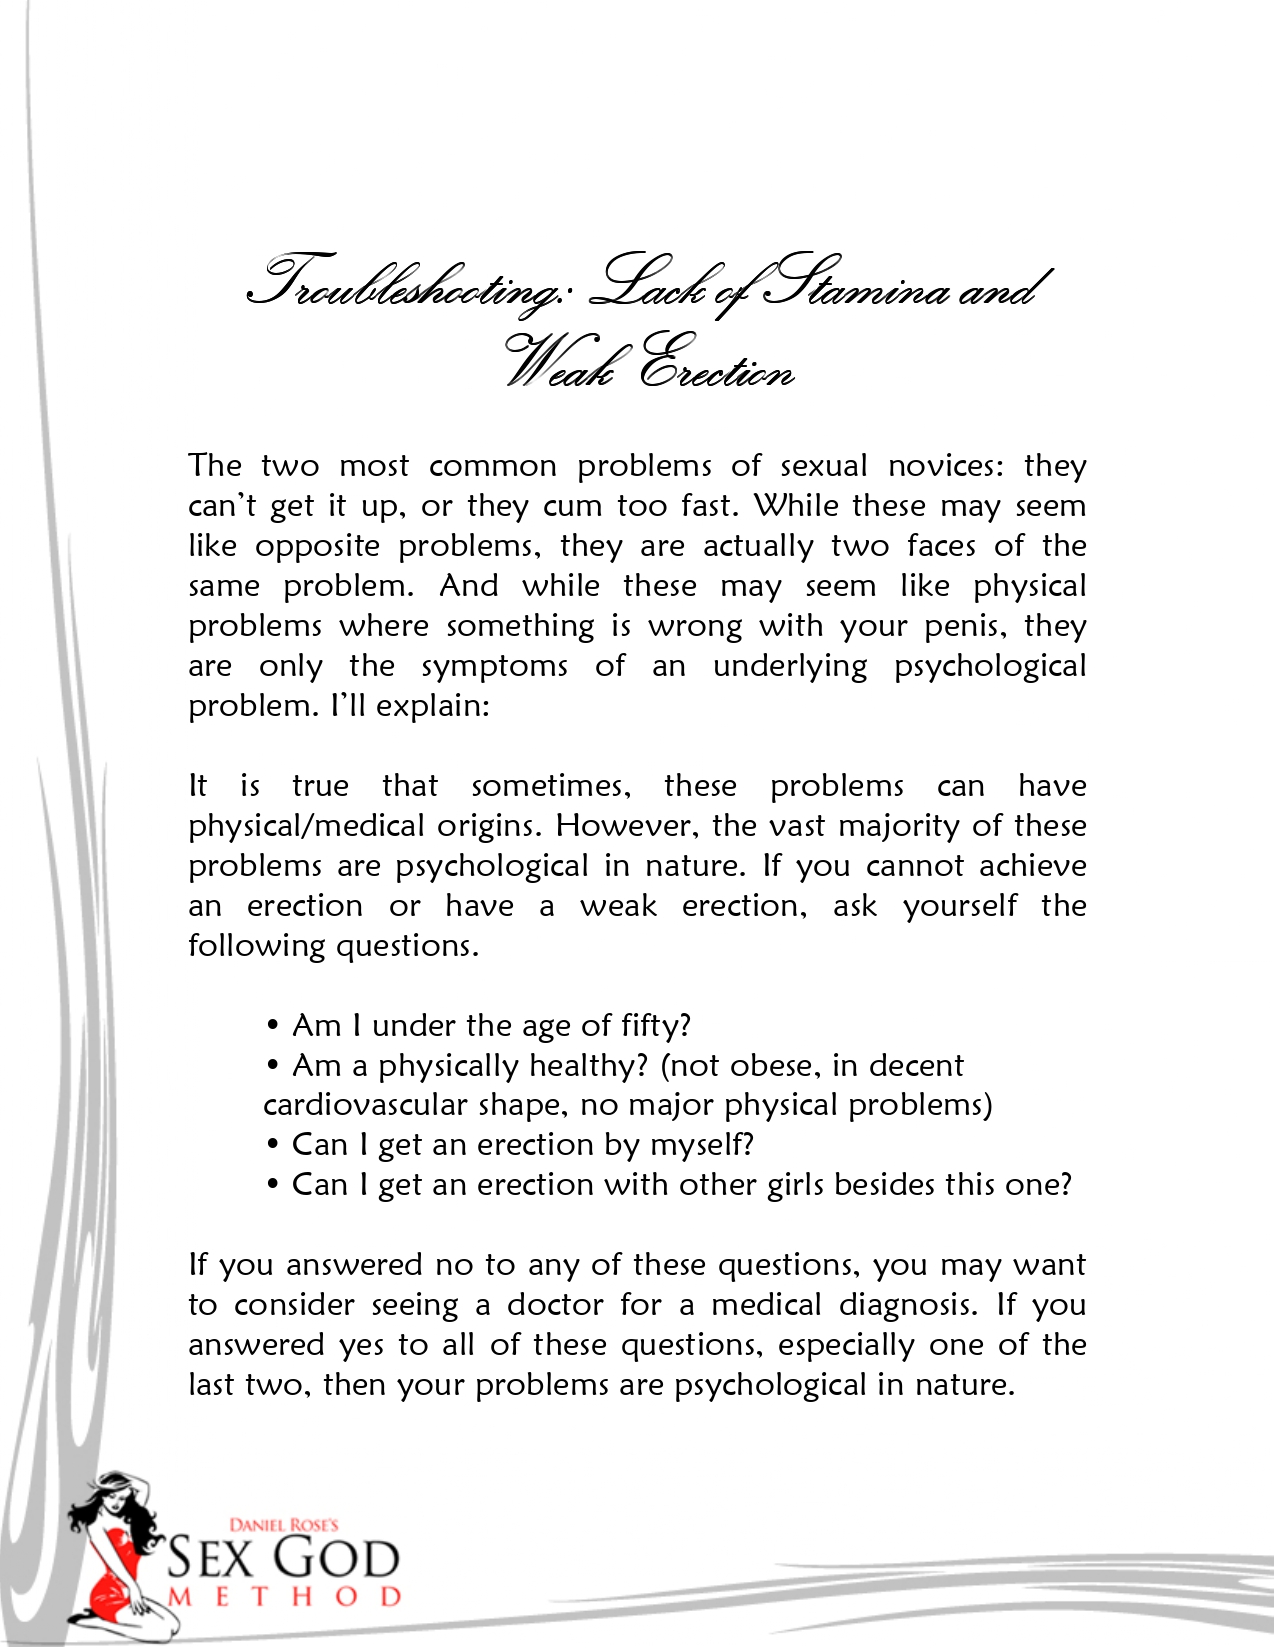 Troubleshooting: Lack of Stamina and
Weak Erection
The two most common problems of sexual novices: they
can't get it up, or they cum too fast. While these may seem
like opposite problems, they are actually two faces of the
same problem. And while these may seem like physical
problems where something is wrong with your penis, they
are only the symptoms of an underlying psychological
problem. I'll explain:
It is true that sometimes, these problems can have
physical/medical origins. However, the vast majority of these
problems are psychological in nature. If you cannot achieve
an erection or have a weak erection, ask yourself the
following questions.
• Am I under the age of fifty?
• Am a physically healthy? (not obese, in decent
cardiovascular shape, no major physical problems)
• Can I get an erection by myself?
• Can I get an erection with other girls besides this one?
If you answered no to any of these questions, you may want
to consider seeing a doctor for a medical diagnosis. If you
answered yes to all of these questions, especially one of the
last two, then your problems are psychological in nature.
DANIEL ROSE'S
SEX GOD
METHOD